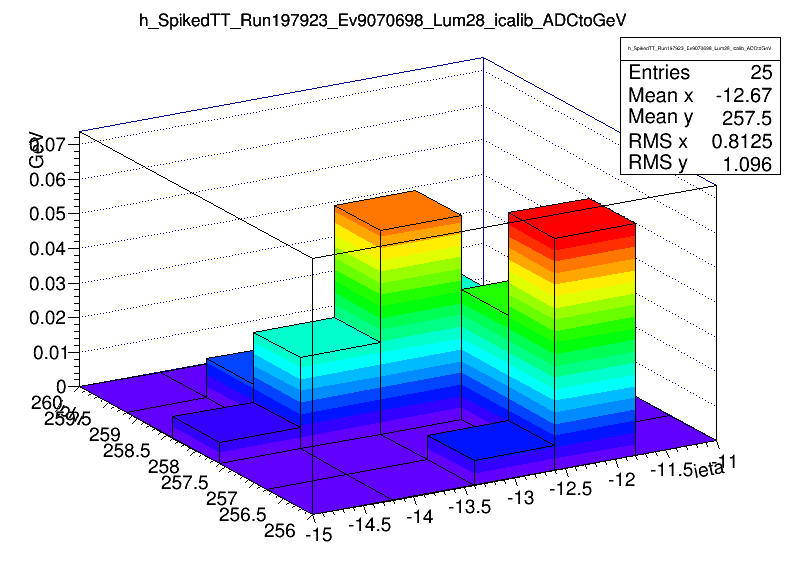 h_SpikedTT_Run197923_Ev9070698_Lum28_icalib_ADCtoGeV
h_SpikedTT_Run197923_Ev9070698_Lum28_icalib_ADCtoGeV
Entries 25
Mean x -12.67
Mean y 257.5
RMS x 0.8125
RMS y 1.096
GeV
0.07
0.06
0.05
0.04
0.03
0.02
0.01
0
260
259.5
259
258.5
258
257.5
257
256.5
256
-15
-14.5
-14
-13.5
-13
-12.5
-12
-11.5
-11
ieta